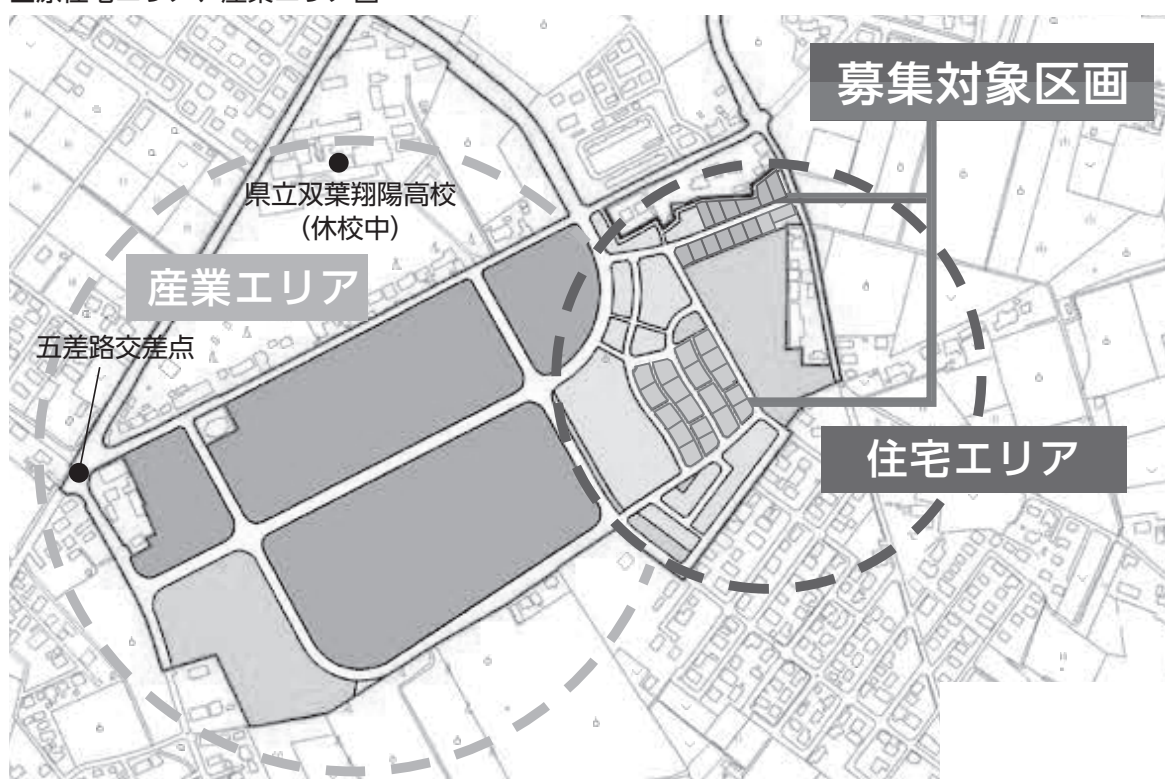 募集対象区画
県立双葉翔陽高校
（休校中）
産業エリア
五差路交差点
住宅エリア